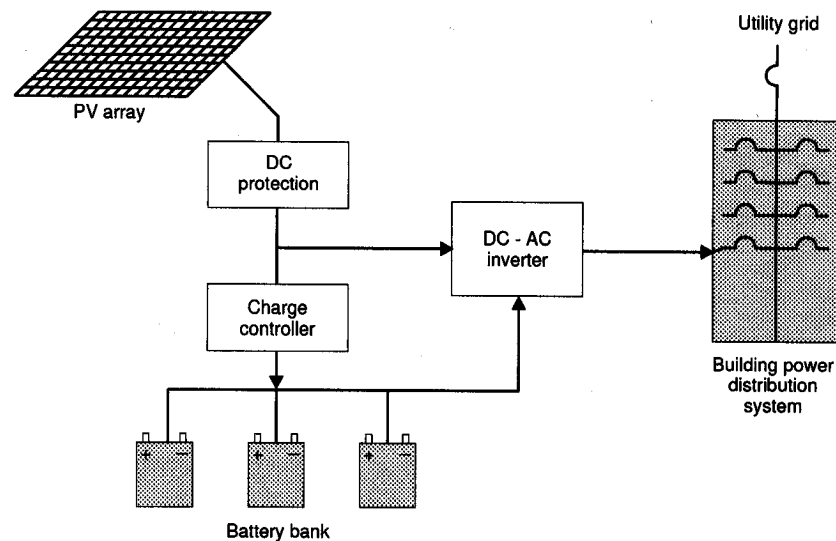 Utility grid
PV array
DC
protection
DC - AC
inverter
Charge
controller
Building power
distribution
system
+ − + − + −
Battery bank